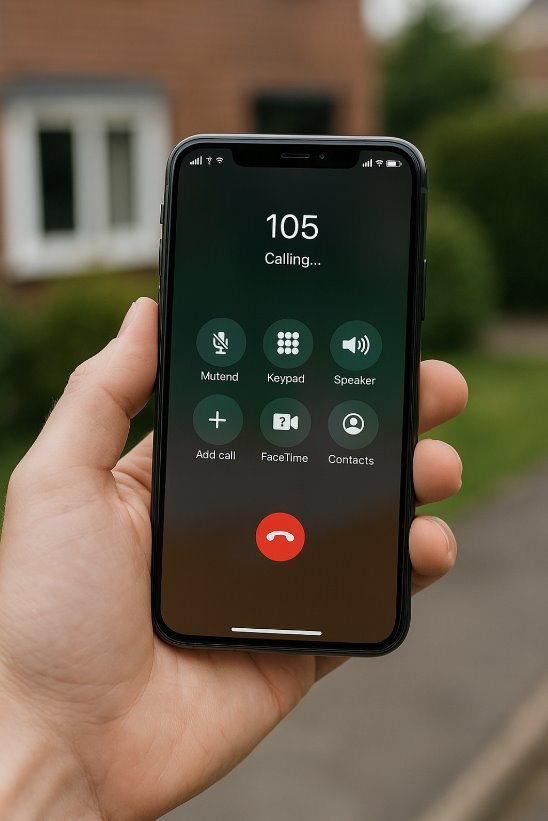 105
Calling...
Mutend Keypad Speaker
?
Add call FaceTime Contacts